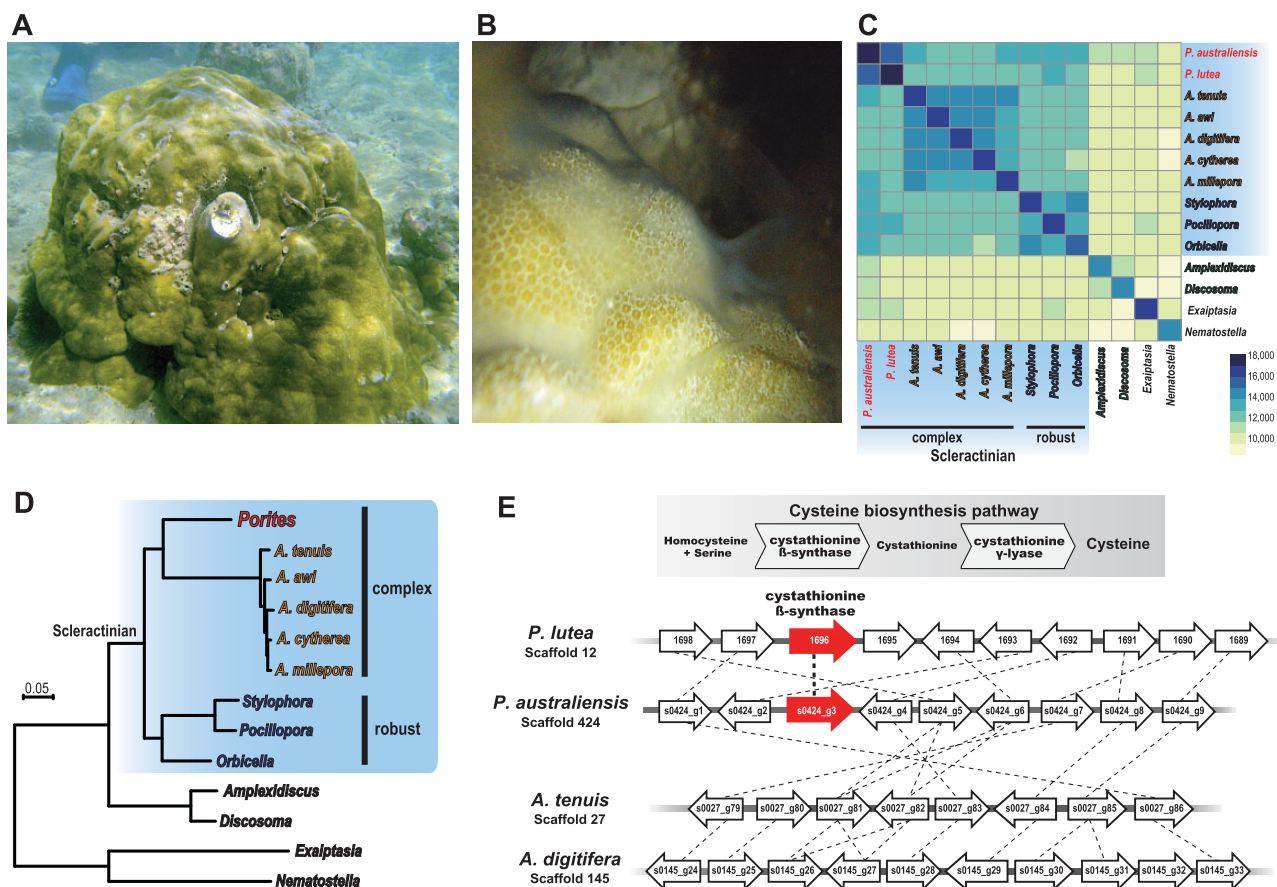 A
B
C
P. australiensis
P. lutea
A. tenuis
A. awi
A. digitifera
A. cytherea
A. millepora
Stylophora
Pocillopora
Orbicella
Amplexidiscus
Discosoma
Exaiptasia
Nematostella
P. australiensis
P. lutea
A. tenuis
A. awi
A. digitifera
A. cytherea
A. millepora
Stylophora
Pocillopora
Orbicella
Amplexidiscus
Discosoma
Exaiptasia
Nematostella
complex
robust
Scleractinian
18,000
16,000
14,000
12,000
10,000
D
Porites
A. tenuis
A. awi
A. digitifera
A. cytherea
A. millepora
complex
Scleractinian
0.05
Stylophora
Pocillopora
Orbicella
robust
Amplexidiscus
Discosoma
Exaiptasia
Nematostella
E
Cysteine biosynthesis pathway
Homocysteine
+ Serine
cystathionine
ß-synthase
Cystathionine
cystathionine
γ-lyase
Cysteine
cystathionine
ß-synthase
P. lutea
Scaffold 12
1698 1697 1696 1695 1694 1693 1692 1691 1690 1689
P. australiensis
Scaffold 424
s0424_g1 s0424_g2 s0424_g3 s0424_g4 s0424_g5 s0424_g6 s0424_g7 s0424_g8 s0424_g9
A. tenuis
Scaffold 27
s0027_g79 s0027_g80 s0027_g81 s0027_g82 s0027_g83 s0027_g84 s0027_g85 s0027_g86
A. digitifera
Scaffold 145
s0145_g24 s0145_g25 s0145_g26 s0145_g27 s0145_g28 s0145_g29 s0145_g30 s0145_g31 s0145_g32 s0145_g33